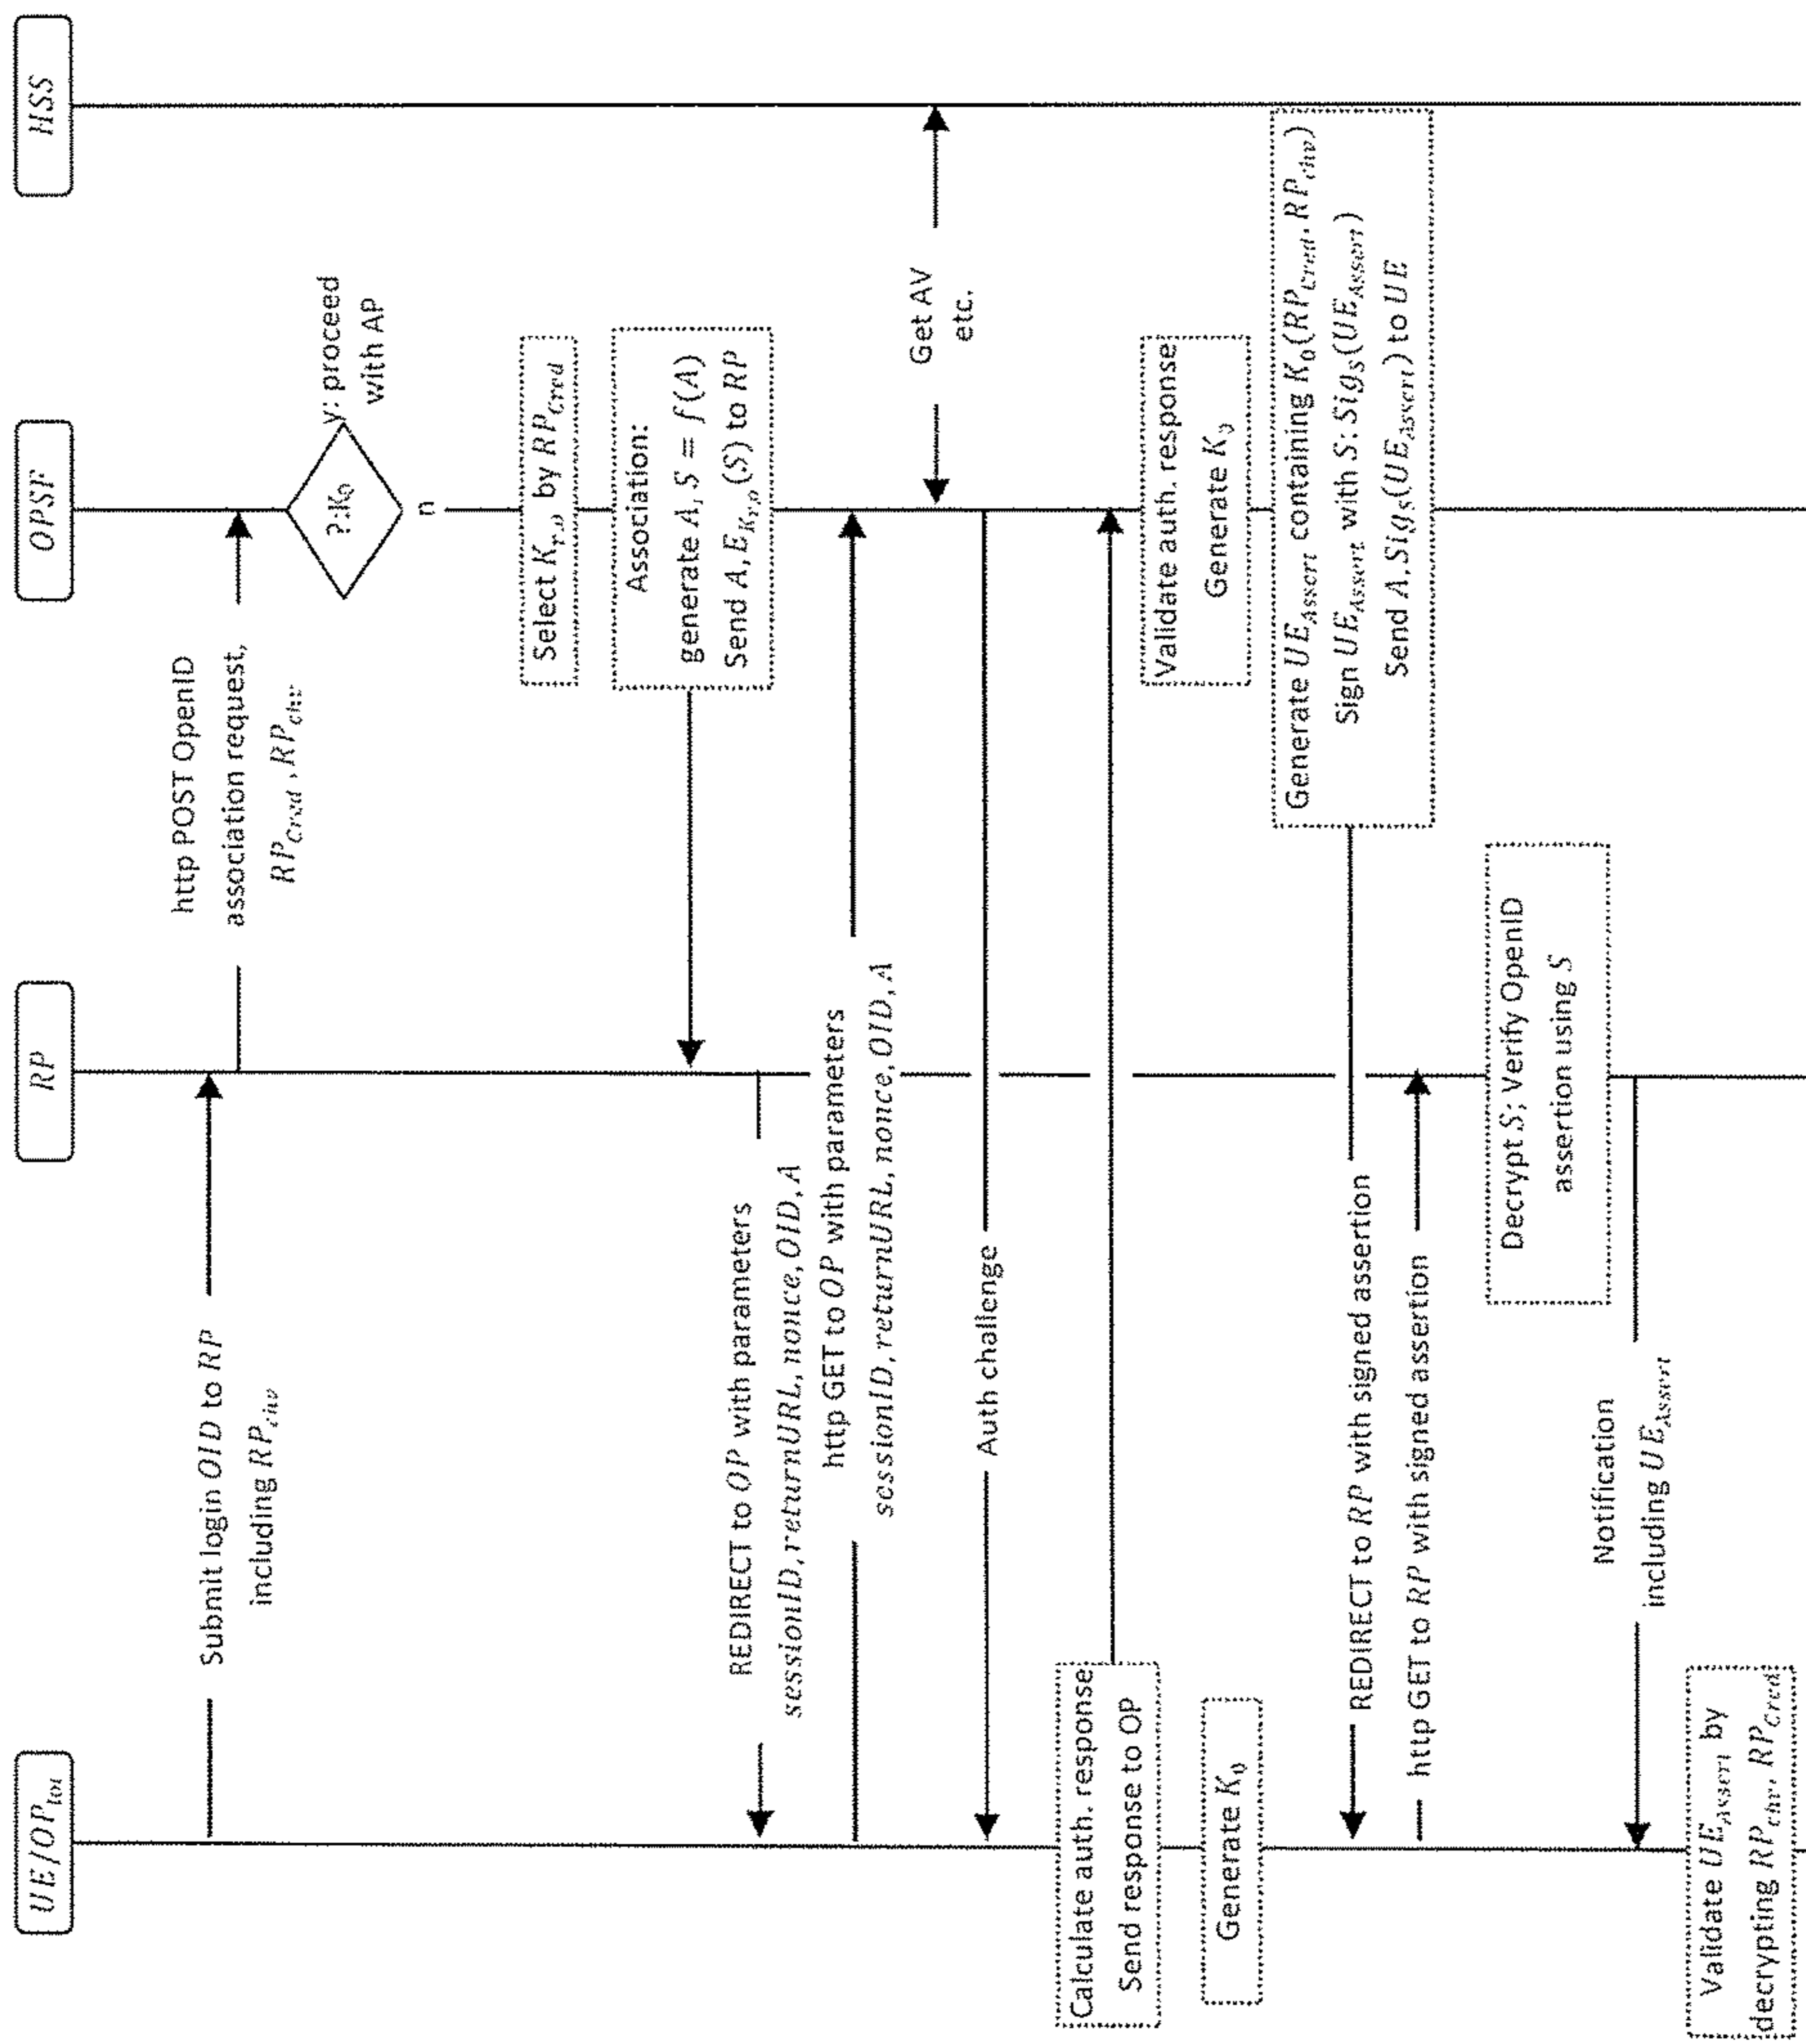 UE/OP_loc
RP
OPSF
HSS
Submit login OID to RP
including RP_chv
http POST OpenID
association request,
RP_Cred, RP_chv
?:K₀
y: proceed
with AP
n
Select K_r,o by RP_Cred
Association:
generate A, S = f(A)
Send A, E_K_r,o(S) to RP
REDIRECT to OP with parameters
sessionID, returnURL, nonce, OID, A
http GET to OP with parameters
sessionID, returnURL, nonce, OID, A
Get AV
etc.
Auth challenge
Calculate auth. response
Send response to OP
Validate auth. response
Generate K₀
Generate K₀
Generate UE_Assert containing K₀(RP_Cred, RP_chv)
Sign UE_Assert with S: Sig_S(UE_Assert)
Send A, Sig_S(UE_Assert) to UE
REDIRECT to RP with signed assertion
http GET to RP with signed assertion
Decrypt S; Verify OpenID
assertion using S
Notification
including UE_Assert
Validate UE_Assert by
decrypting RP_chv, RP_Cred